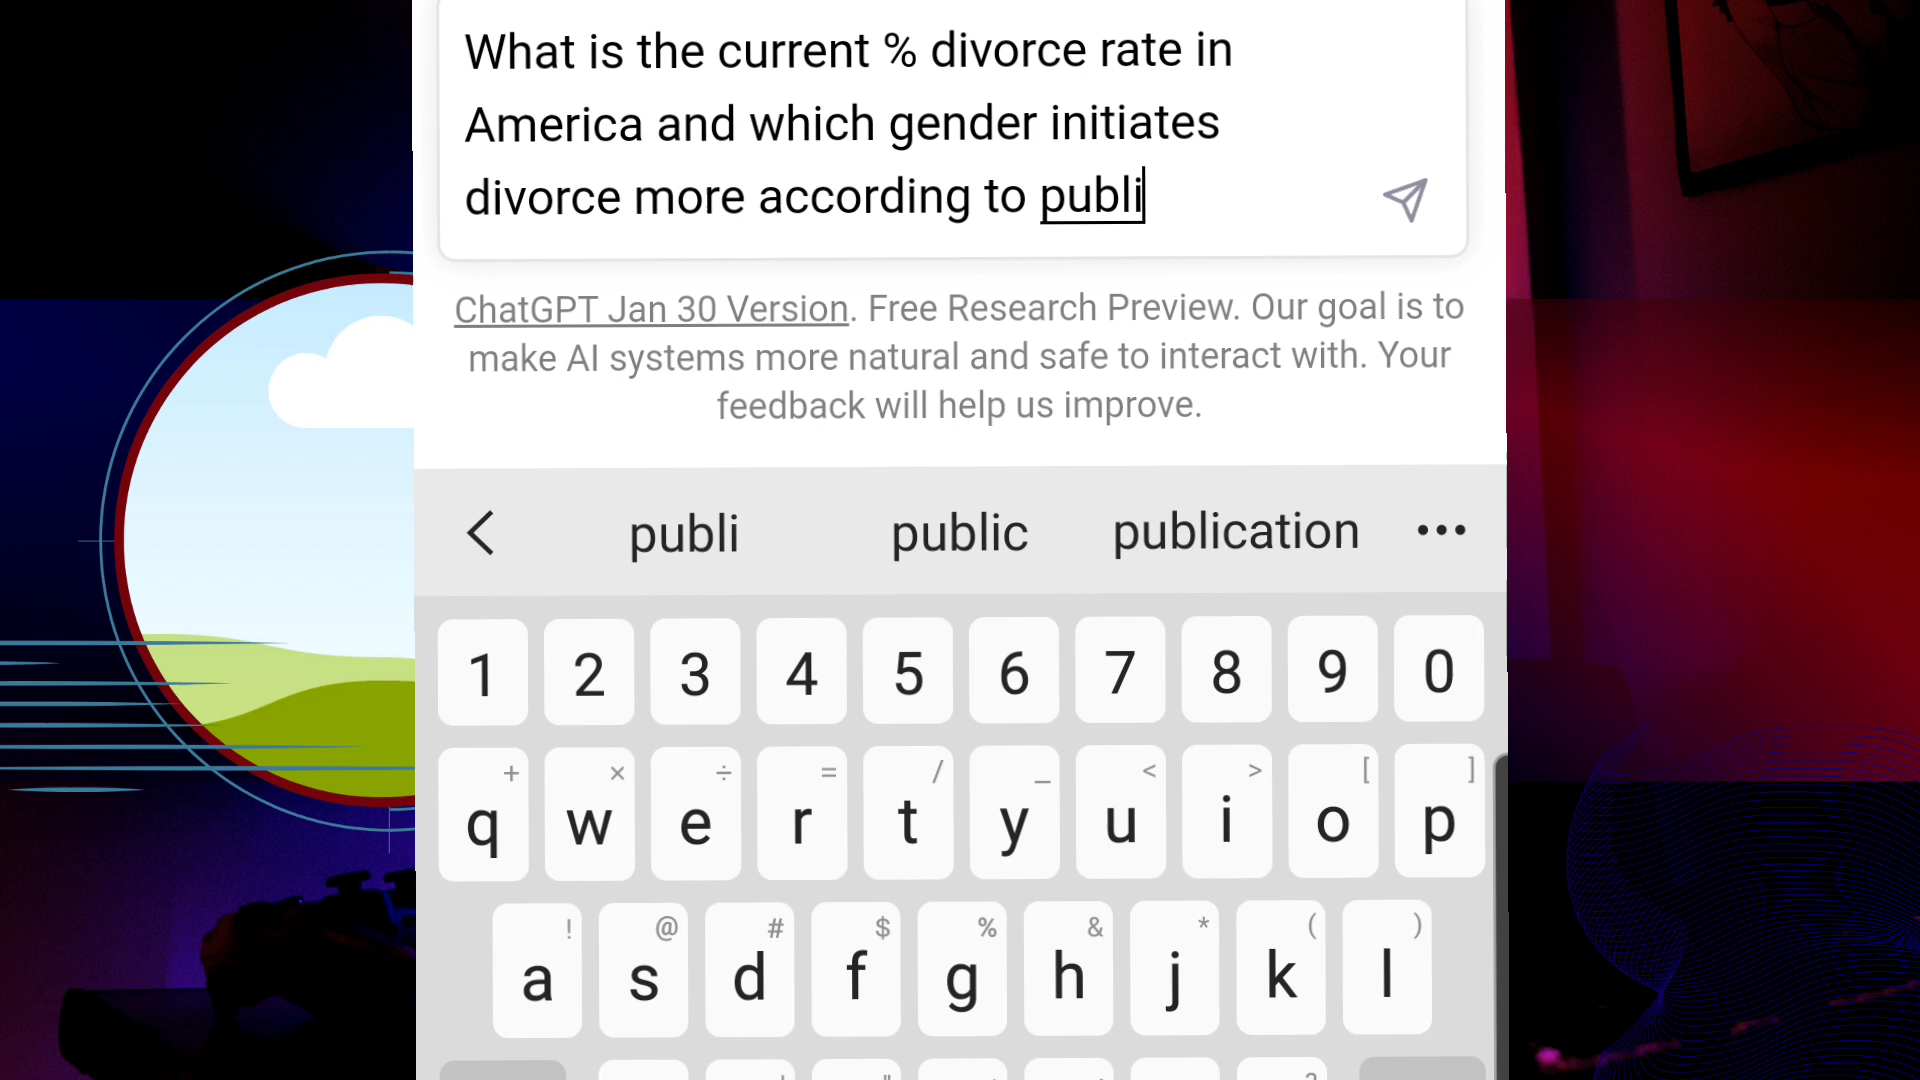 What is the current % divorce rate in
America and which gender initiates
divorce more according to publi
ChatGPT Jan 30 Version. Free Research Preview. Our goal is to
make AI systems more natural and safe to interact with. Your
feedback will help us improve.
publi public publication
1 2 3 4 5 6 7 8 9 0
+ × ÷ = / _ < > [ ]
q w e r t y u i o p
! @ # $ % & * ( )
a s d f g h j k l